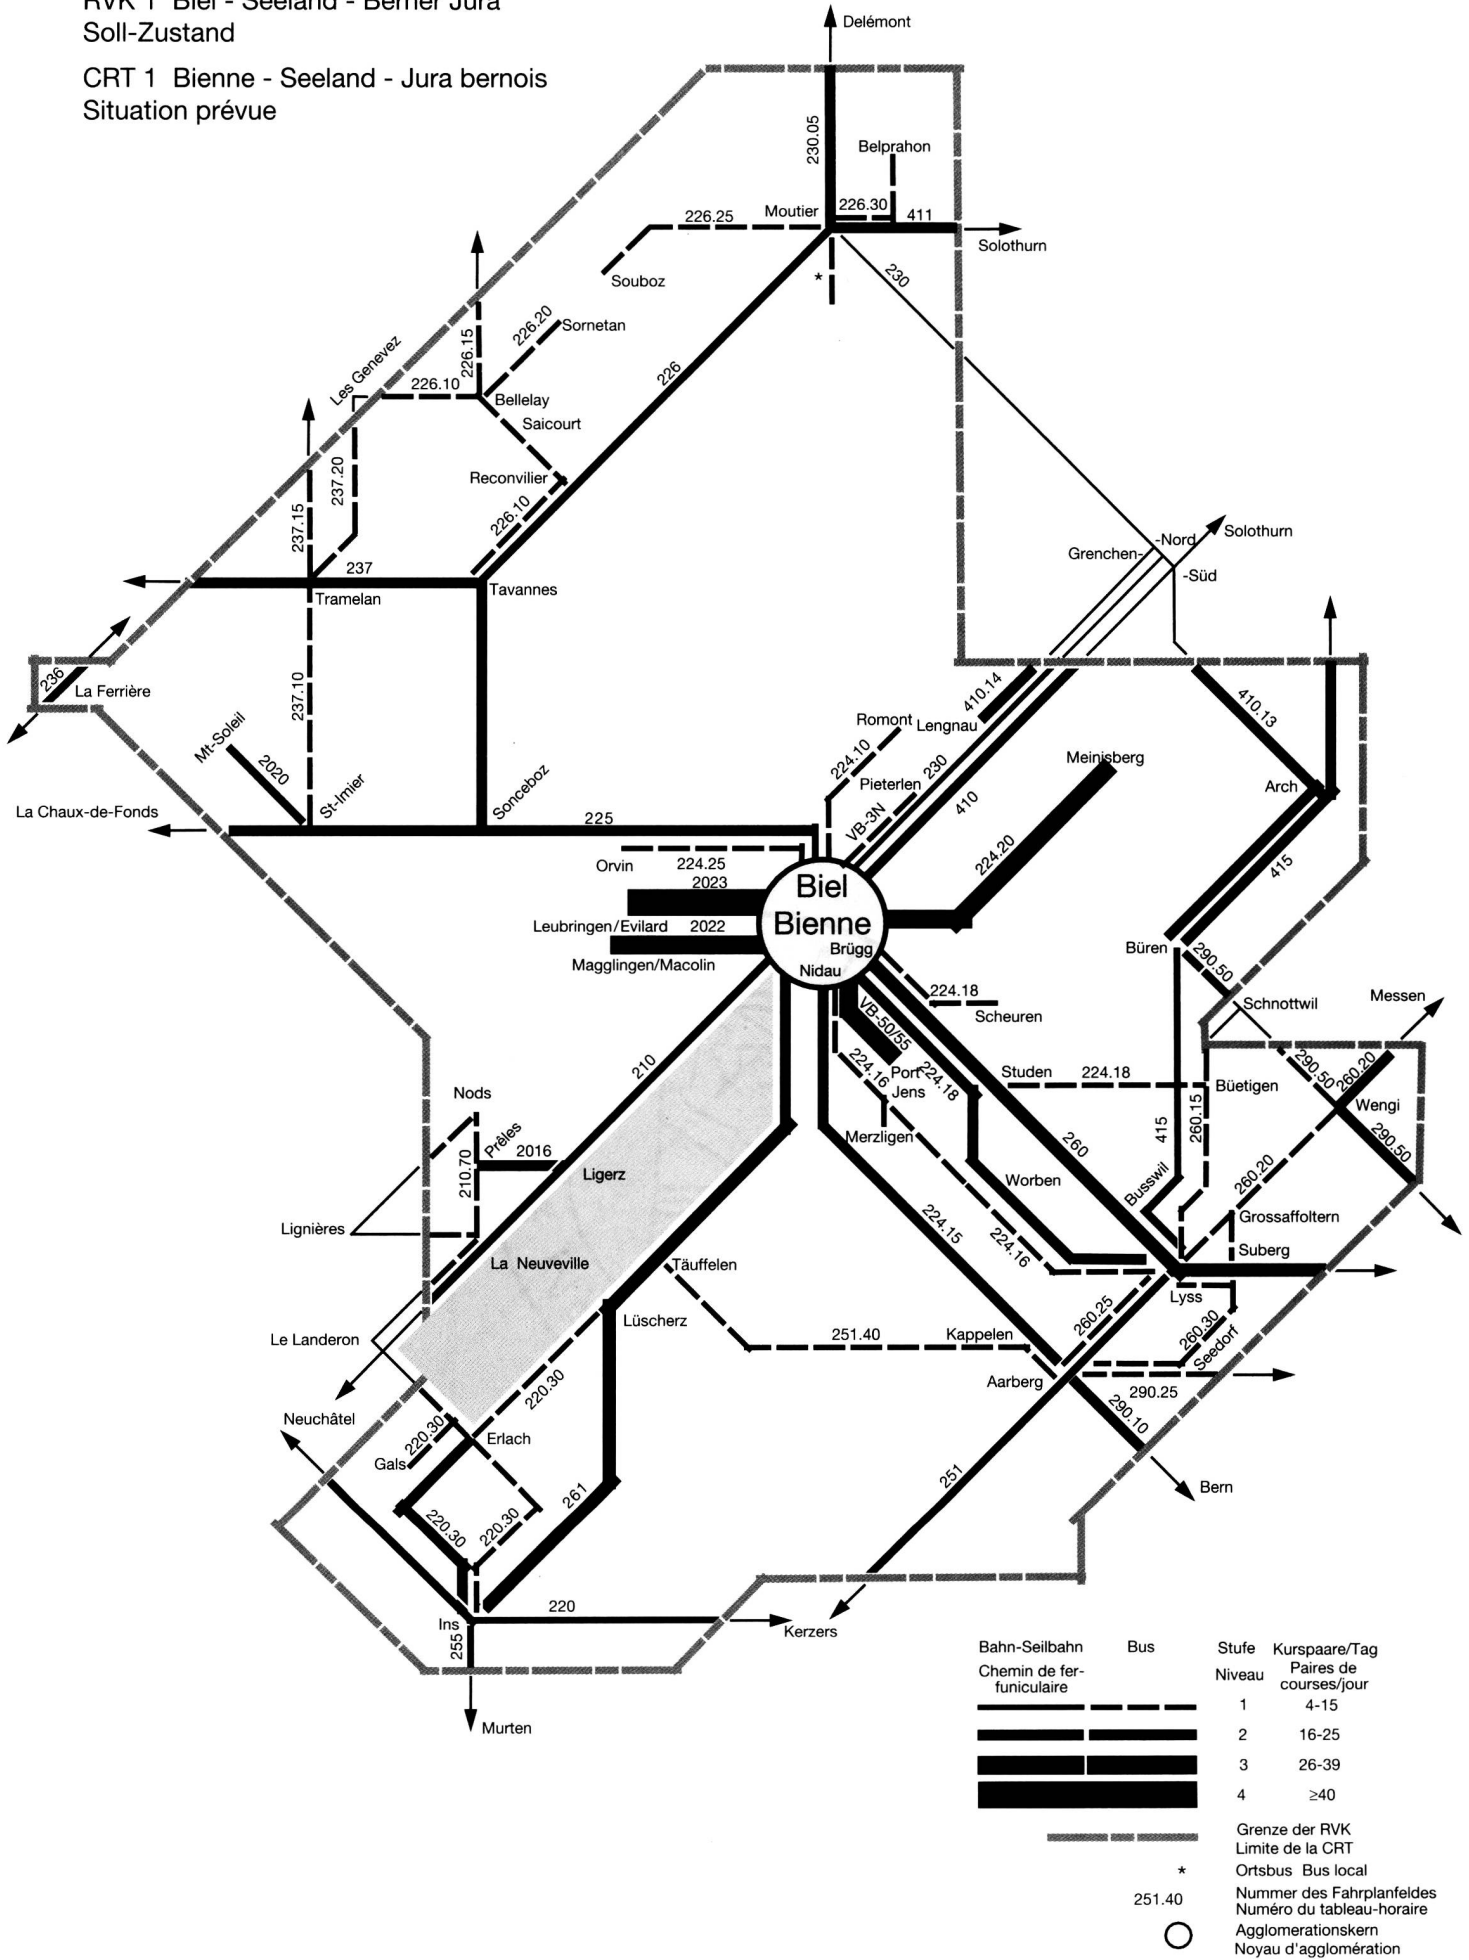 RVK 1 Biel - Seeland - Berner Jura
Soll-Zustand
CRT 1 Bienne - Seeland - Jura bernois
Situation prévue
Delémont
230.05
Belprahon
Moutier
226.30
411
226.25
Solothurn
Souboz
*
230
226.20
Sornetan
226.15
Les Genevez
226.10
226
Bellelay
Saicourt
237.20
Reconvilier
226.10
237.15
Solothurn
Grenchen-
-Nord
-Süd
237
Tramelan
Tavannes
236
La Ferrière
237.10
410.14
410.13
Mt-Soleil
2020
St-Imier
Sonceboz
Romont
Lengnau
224.10
Pieterlen
230
Meinisberg
Arch
La Chaux-de-Fonds
225
VB-3N
410
224.20
415
Orvin
224.25
2023
Biel
Bienne
Leubringen/Evilard
2022
Brügg
Büren
290.50
Magglingen/Macolin
Nidau
224.18
Scheuren
Schnottwil
Messen
VB-50/55
210
224.16
Port
224.18
Studen
224.18
290.50
260.20
Nods
Jens
Büetigen
Wengi
Prêles
2016
Merzligen
260
415
260.15
290.50
210.70
Ligerz
Worben
Busswil
260.20
Lignières
224.15
224.16
Grossaffoltern
Suberg
La Neuveville
Täuffelen
Lyss
Le Landeron
Lüscherz
251.40
Kappelen
260.25
260.30
Seedorf
Aarberg
290.25
220.30
290.10
Neuchâtel
220.30
Erlach
Gals
251
Bern
220.30
220.30
261
Ins
220
Kerzers
255
Murten
Bahn-Seilbahn Bus Stufe Kurspaare/Tag
Chemin de fer-
funiculaire
Niveau
Paires de
courses/jour
1 4-15
2 16-25
3 26-39
4 ≥40
Grenze der RVK
Limite de la CRT
* Ortsbus Bus local
251.40 Nummer des Fahrplanfeldes
Numéro du tableau-horaire
Agglomerationskern
Noyau d'agglomération